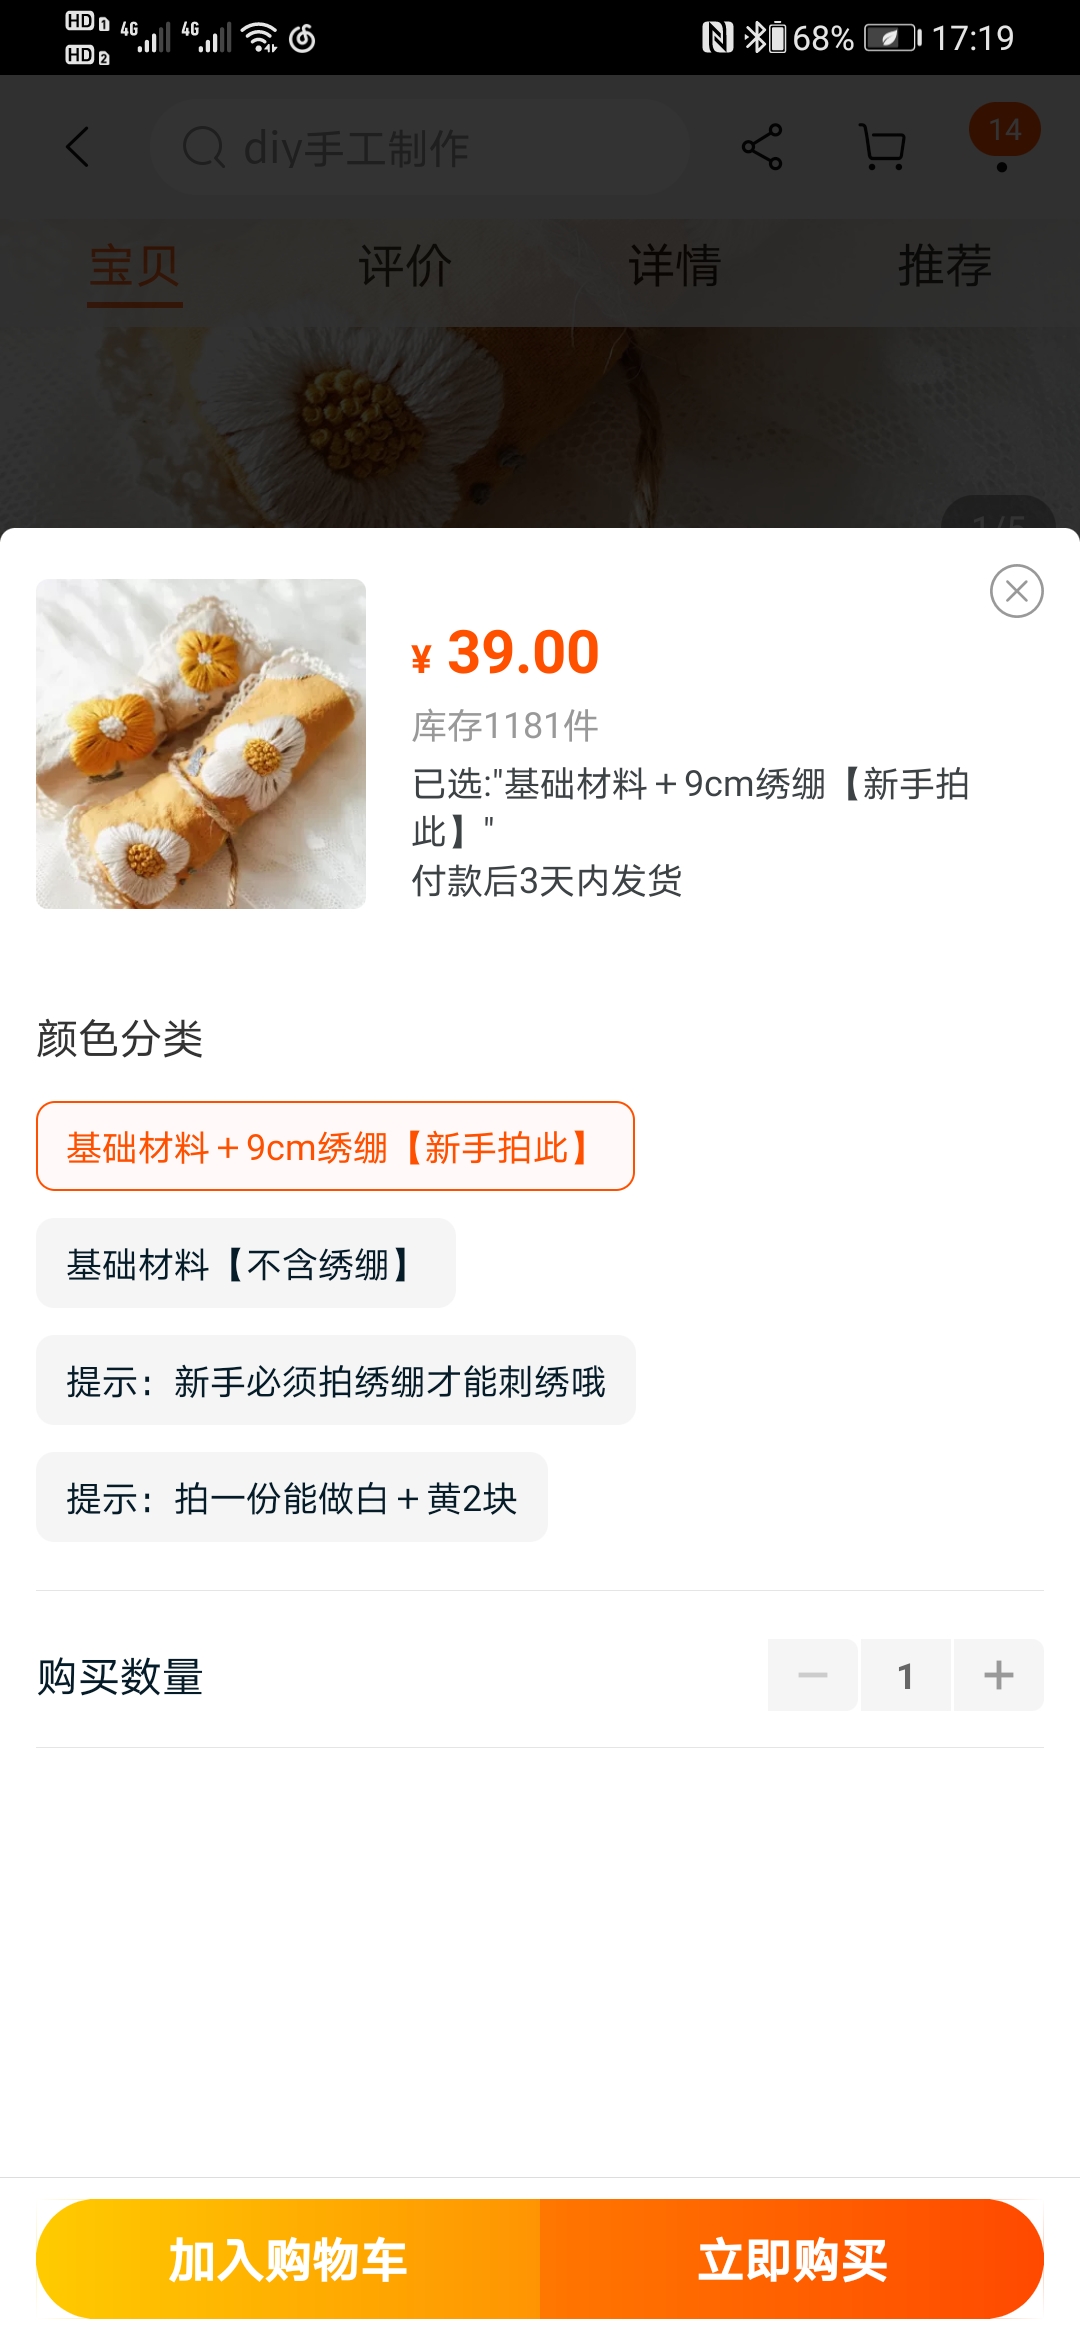 HD 1 4G 4G 68% 17:19
HD 2
diy手工制作 14
宝贝 评价 详情 推荐
1/5
¥ 39.00
库存1181件
已选:"基础材料+9cm绣绷【新手拍
此】"
付款后3天内发货
颜色分类
基础材料+9cm绣绷【新手拍此】
基础材料【不含绣绷】
提示：新手必须拍绣绷才能刺绣哦
提示：拍一份能做白+黄2块
购买数量 1
加入购物车 立即购买